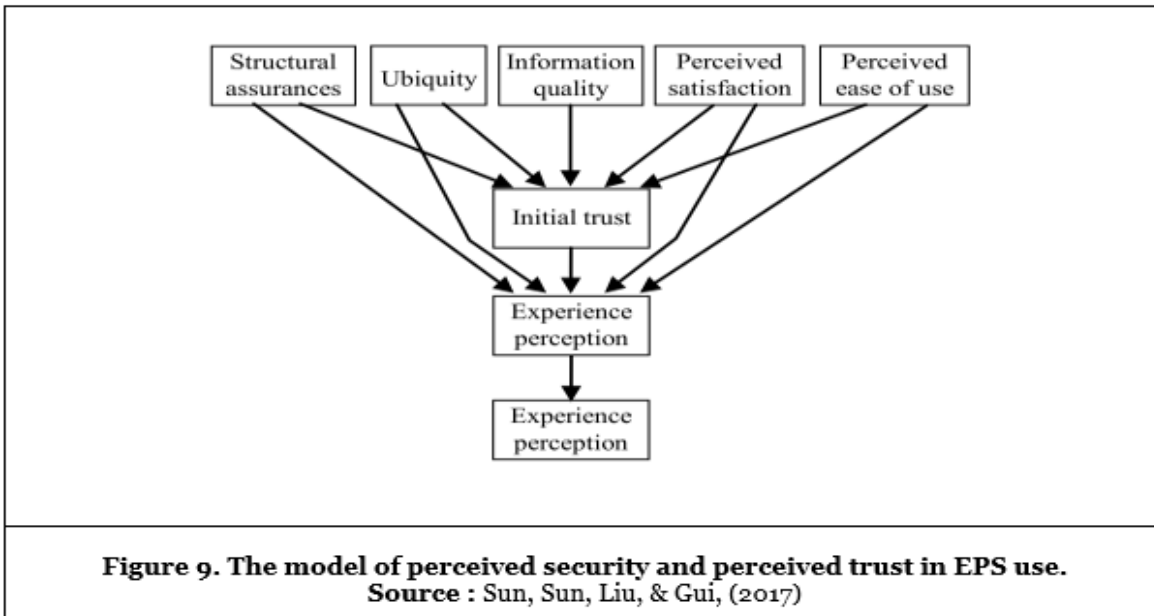 Structural
assurances
Ubiquity
Information
quality
Perceived
satisfaction
Perceived
ease of use
Initial trust
Experience
perception
Experience
perception
Figure 9. The model of perceived security and perceived trust in EPS use.
Source : Sun, Sun, Liu, & Gui, (2017)